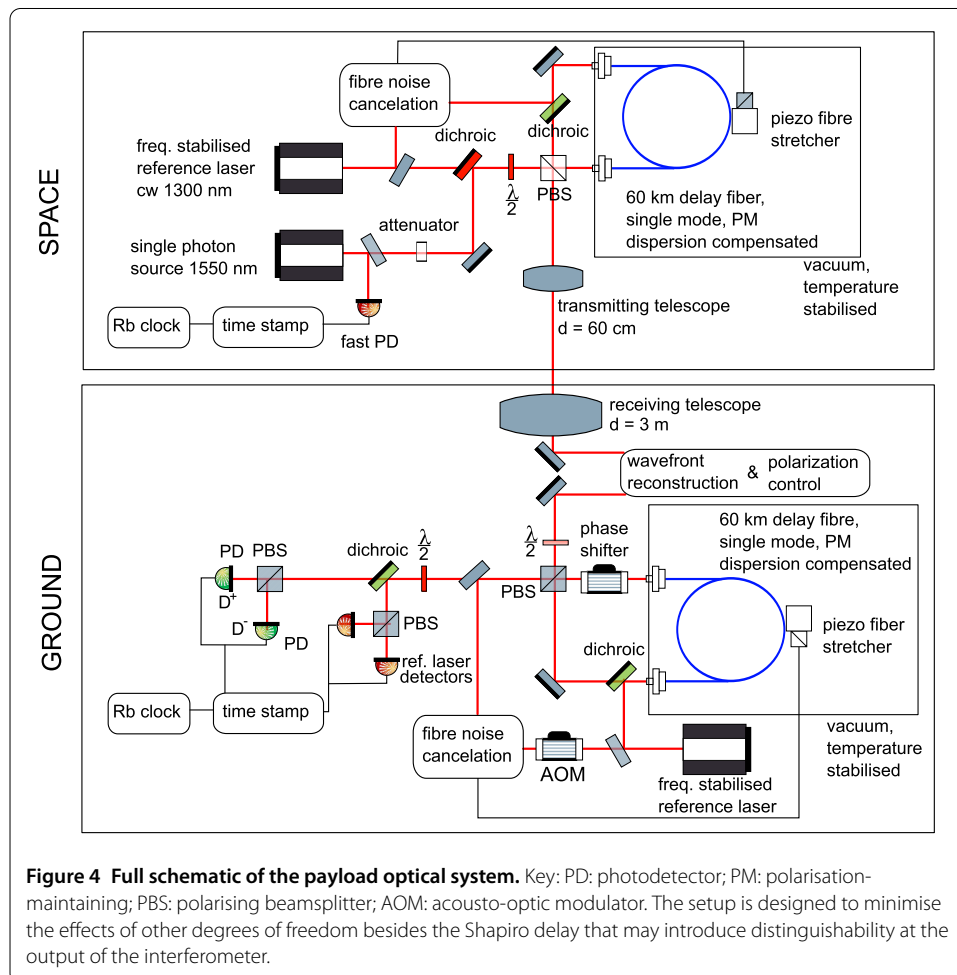 SPACE
fibre noise
cancelation
dichroic
dichroic
piezo fibre
stretcher
freq. stabilised
reference laser
cw 1300 nm
λ
2
PBS
60 km delay fiber,
single mode, PM
dispersion compensated
single photon
source 1550 nm
attenuator
vacuum,
temperature
stabilised
transmitting telescope
d = 60 cm
Rb clock
time stamp
fast PD
GROUND
receiving telescope
d = 3 m
wavefront
reconstruction
&
polarization
control
phase
shifter
60 km delay fibre,
single mode, PM
dispersion compensated
PD
PBS
dichroic
λ
2
λ
2
PBS
D+
D-
PD
PBS
piezo fiber
stretcher
ref. laser
detectors
dichroic
Rb clock
time stamp
fibre noise
cancelation
AOM
vacuum,
temperature
stabilised
freq. stabilised
reference laser
Figure 4 Full schematic of the payload optical system. Key: PD: photodetector; PM: polarisation-
maintaining; PBS: polarising beamsplitter; AOM: acousto-optic modulator. The setup is designed to minimise
the effects of other degrees of freedom besides the Shapiro delay that may introduce distinguishability at the
output of the interferometer.